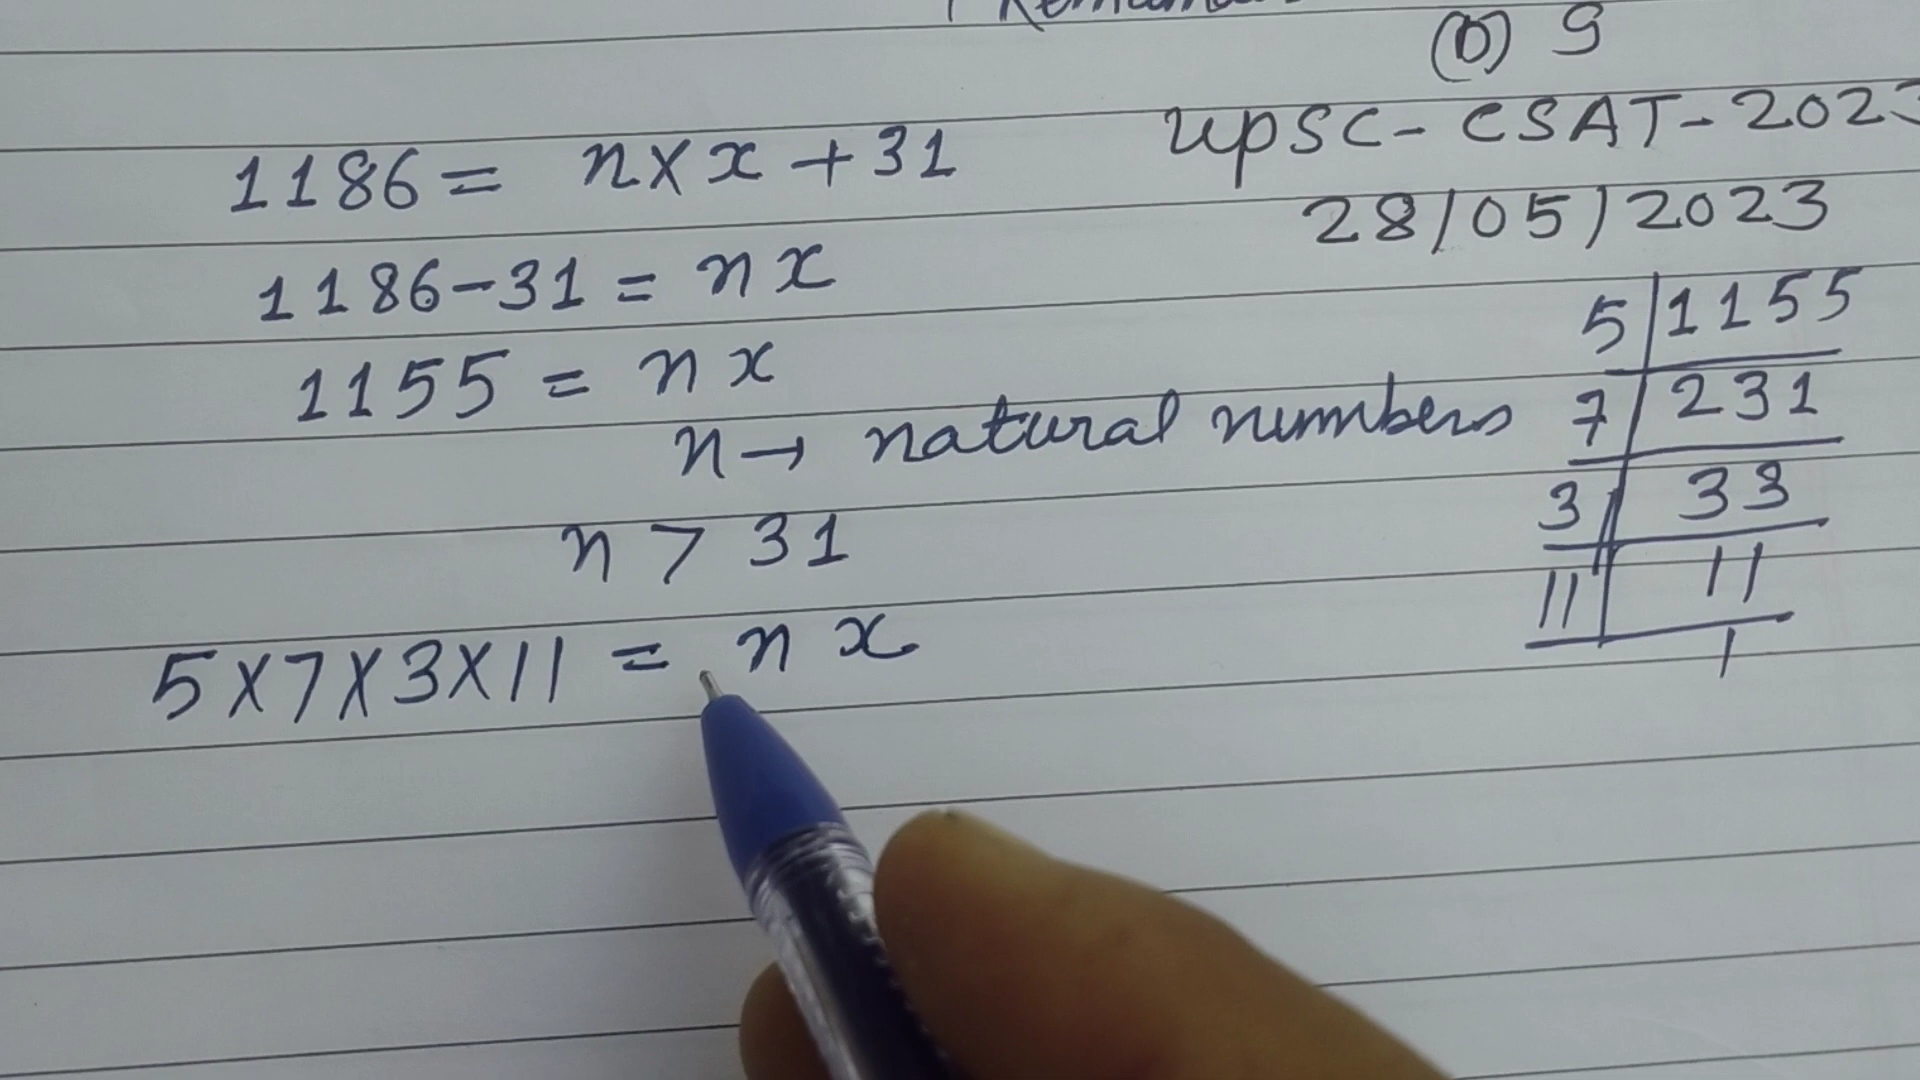 (D) 9
UPSC- CSAT-2023
28/05/2023
1186 = n×x + 31
1186-31 = nx
1155 = nx
n → natural numbers
n > 31
5×7×3×11 = nx
5 | 1155
7 | 231
3 | 33
11 | 11
1